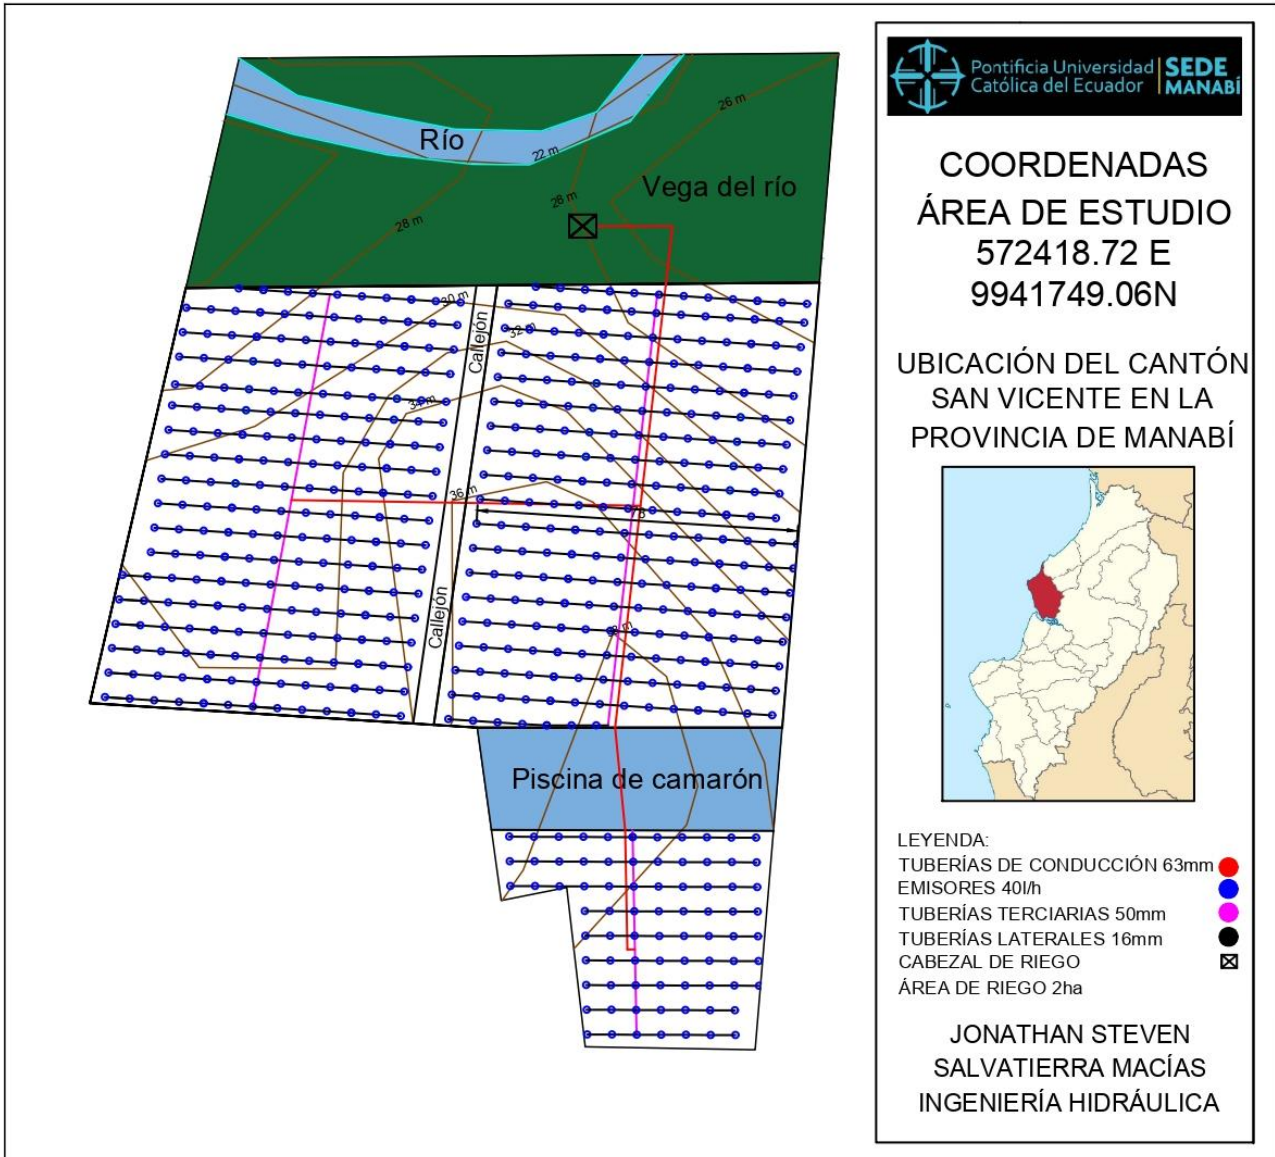 Río
22 m
26 m
Vega del río
28 m
28 m
30 m
Callejón
32 m
34 m
36 m
Callejón
Piscina de camarón
Pontificia Universidad
Católica del Ecuador
SEDE
MANABÍ
COORDENADAS
ÁREA DE ESTUDIO
572418.72 E
9941749.06N
UBICACIÓN DEL CANTÓN
SAN VICENTE EN LA
PROVINCIA DE MANABÍ
LEYENDA:
TUBERÍAS DE CONDUCCIÓN 63mm
EMISORES 40l/h
TUBERÍAS TERCIARIAS 50mm
TUBERÍAS LATERALES 16mm
CABEZAL DE RIEGO
ÁREA DE RIEGO 2ha
JONATHAN STEVEN
SALVATIERRA MACÍAS
INGENIERÍA HIDRÁULICA